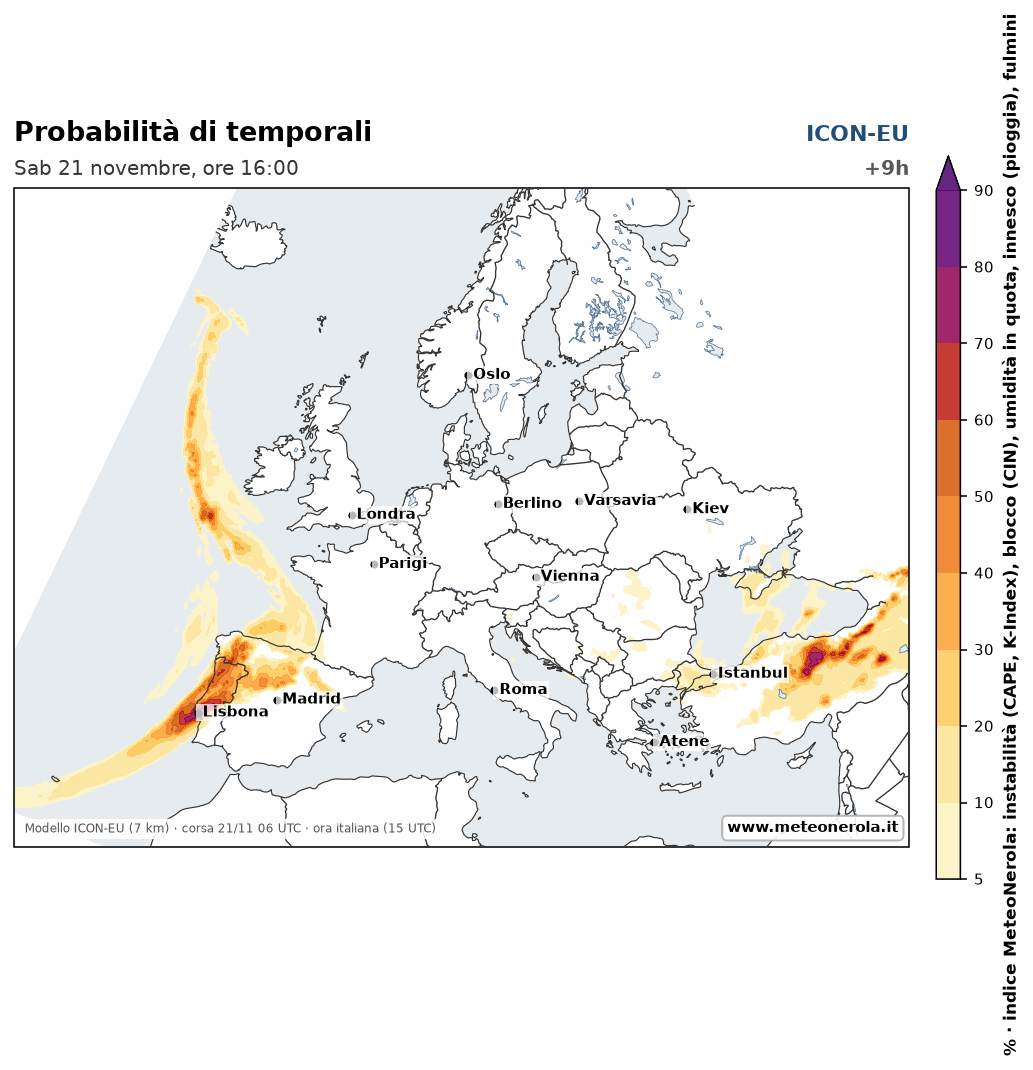 Probabilità di temporali
ICON-EU
Sab 21 novembre, ore 16:00
+9h
Oslo
Berlino
Varsavia
Kiev
Londra
Parigi
Vienna
Istanbul
Roma
Madrid
Lisbona
Atene
Modello ICON-EU (7 km) · corsa 21/11 06 UTC · ora italiana (15 UTC)
www.meteonerola.it
90
80
70
60
50
40
30
20
10
5
% · indice MeteoNerola: instabilità (CAPE, K-Index), blocco (CIN), umidità in quota, innesco (pioggia), fulmini